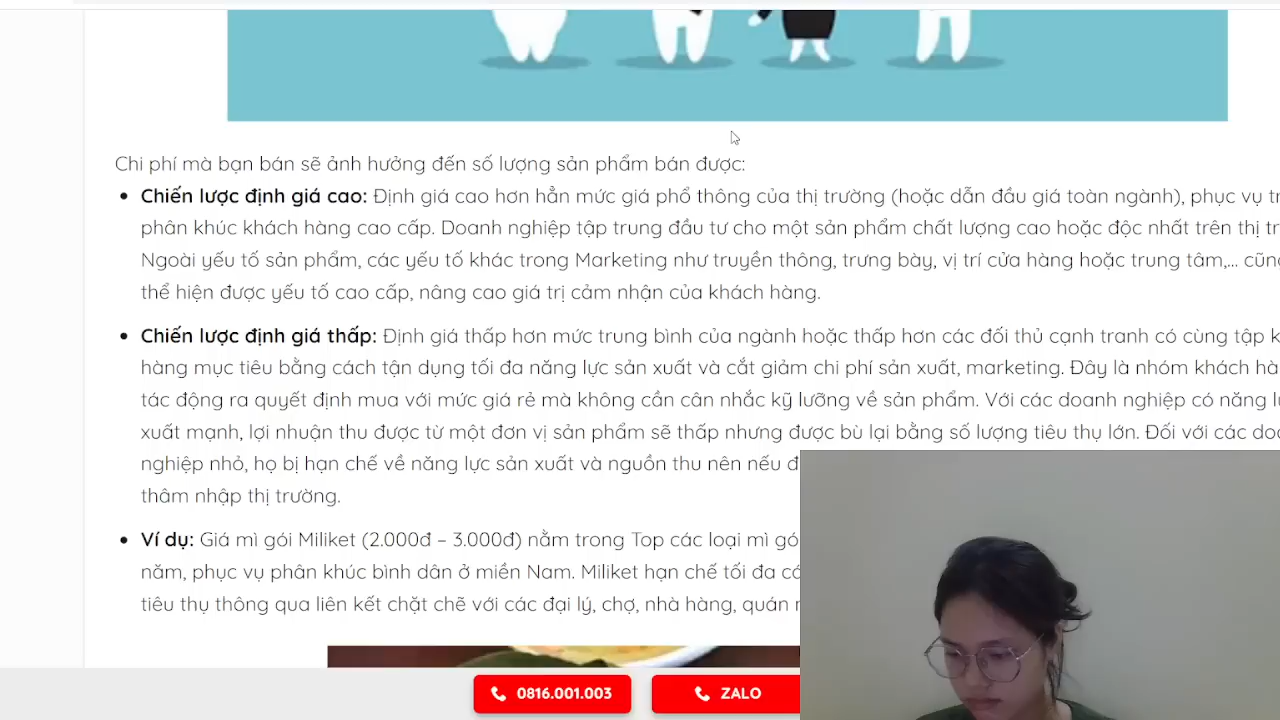 Chi phí mà bạn bán sẽ ảnh hưởng đến số lượng sản phẩm bán được:
Chiến lược định giá cao: Định giá cao hơn hẳn mức giá phổ thông của thị trường (hoặc dẫn đầu giá toàn ngành), phục vụ
phân khúc khách hàng cao cấp. Doanh nghiệp tập trung đầu tư cho một sản phẩm chất lượng cao hoặc độc nhất trên thị
Ngoài yếu tố sản phẩm, các yếu tố khác trong Marketing như truyền thông, trưng bày, vị trí cửa hàng hoặc trung tâm,...
thể hiện được yếu tố cao cấp, nâng cao giá trị cảm nhận của khách hàng.
Chiến lược định giá thấp: Định giá thấp hơn mức trung bình của ngành hoặc thấp hơn các đối thủ cạnh tranh có cùng tập
hàng mục tiêu bằng cách tận dụng tối đa năng lực sản xuất và cắt giảm chi phí sản xuất, marketing. Đây là nhóm khách
tác động ra quyết định mua với mức giá rẻ mà không cần cân nhắc kỹ lưỡng về sản phẩm. Với các doanh nghiệp có năng
xuất mạnh, lợi nhuận thu được từ một đơn vị sản phẩm sẽ thấp nhưng được bù lại bằng số lượng tiêu thụ lớn. Đối với các
nghiệp nhỏ, họ bị hạn chế về năng lực sản xuất và nguồn thu nên nếu
thâm nhập thị trường.
Ví dụ: Giá mì gói Miliket (2.000đ – 3.000đ) nằm trong Top các loại mì
năm, phục vụ phân khúc bình dân ở miền Nam. Miliket hạn chế tối đa
tiêu thụ thông qua liên kết chặt chẽ với các đại lý, chợ, nhà hàng, quán
0816.001.003
ZALO